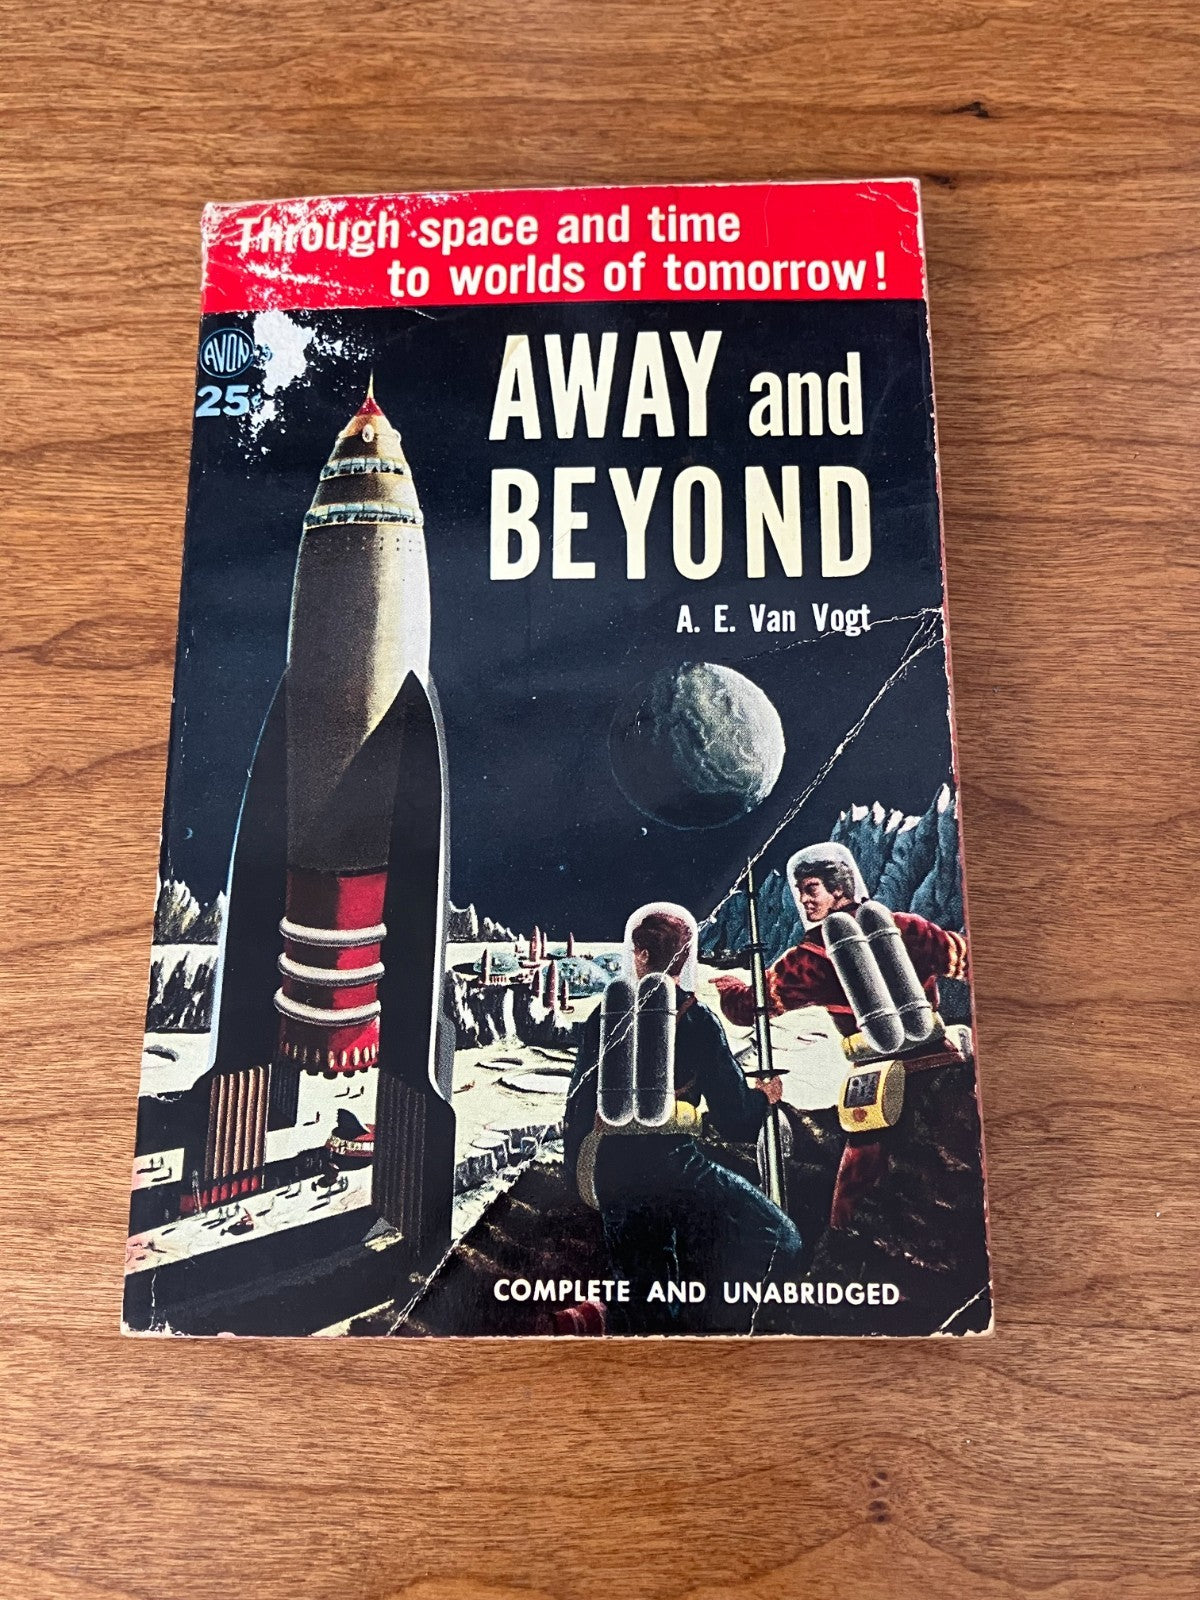 Through space and time
to worlds of tomorrow!
AVON
25¢
AWAY and
BEYOND
A. E. Van Vogt
COMPLETE AND UNABRIDGED